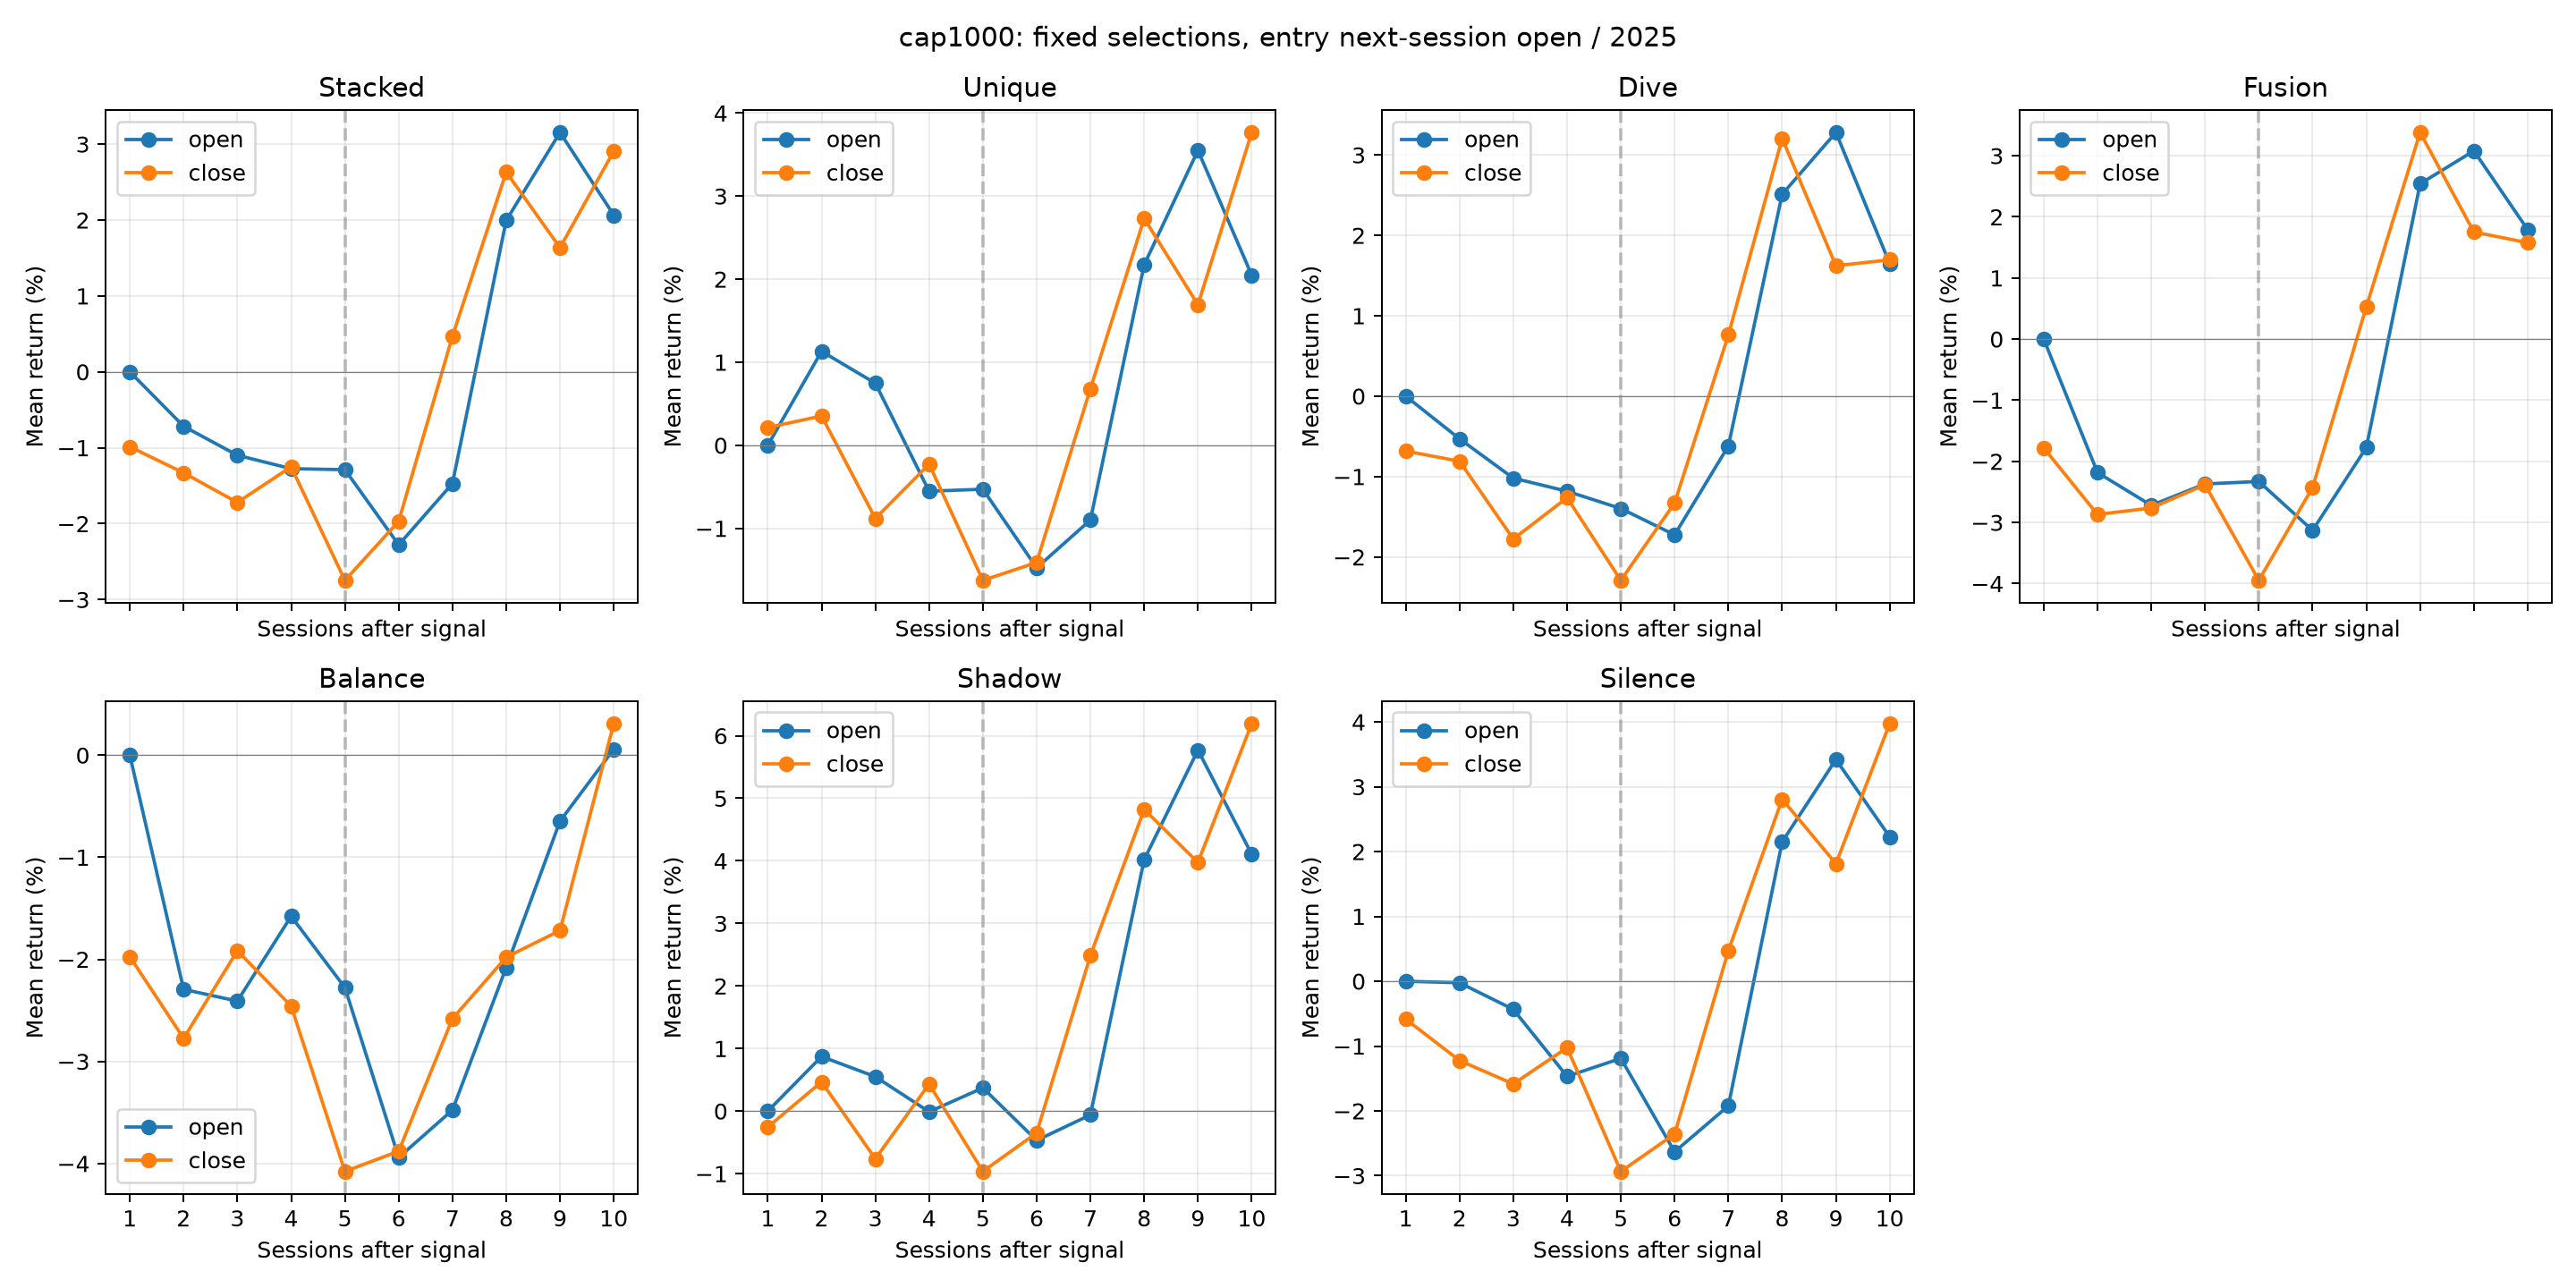 cap1000: fixed selections, entry next-session open / 2025
Stacked
open
close
3
2
1
0
−1
−2
−3
Mean return (%)
Sessions after signal
Unique
open
close
4
3
2
1
0
−1
Mean return (%)
Sessions after signal
Dive
open
close
3
2
1
0
−1
−2
Mean return (%)
Sessions after signal
Fusion
open
close
3
2
1
0
−1
−2
−3
−4
Mean return (%)
Sessions after signal
Balance
open
close
0
−1
−2
−3
−4
Mean return (%)
1 2 3 4 5 6 7 8 9 10
Sessions after signal
Shadow
open
close
6
5
4
3
2
1
0
−1
Mean return (%)
1 2 3 4 5 6 7 8 9 10
Sessions after signal
Silence
open
close
4
3
2
1
0
−1
−2
−3
Mean return (%)
1 2 3 4 5 6 7 8 9 10
Sessions after signal